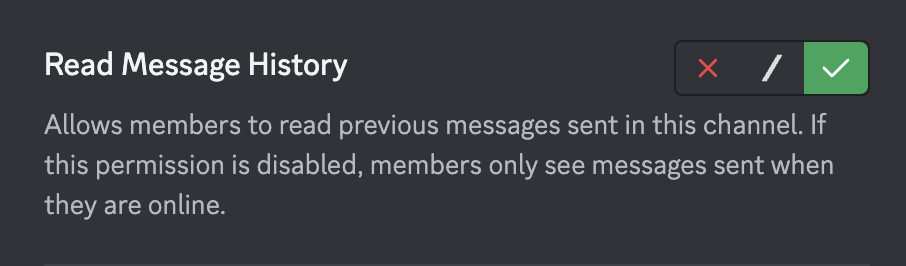 Read Message History
Allows members to read previous messages sent in this channel. If
this permission is disabled, members only see messages sent when
they are online.